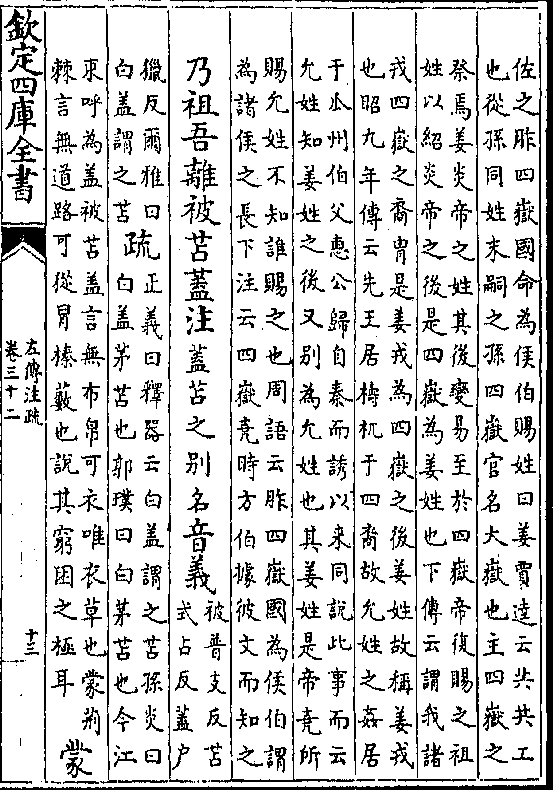 佐之胙四嶽國命為侯伯賜姓曰姜賈逵云共共工
也從孫同姓末嗣之孫四嶽官名大嶽也主四嶽之
祭焉姜炎帝之姓其後變易至於四嶽帝復賜之祖
姓以紹炎帝之後是四嶽為姜姓也下傳云謂我諸
戎四嶽之裔胄是姜戎為四嶽之後姜姓故稱姜戎
也昭九年傳云先王居檮杌于四裔故允姓之姦居
于瓜州伯父惠公歸自秦而誘以來同說此事而云
允姓知姜姓之後又別為允姓也其姜姓是帝堯所
賜允姓不知誰賜之也周語云胙四嶽國為侯伯謂
為諸侯之長下注云四嶽堯時方伯據彼文而知之
乃祖吾離被苫蓋注蓋苫之別名音義被普支反苫
式占反蓋戶
獵反爾雅曰
白盖謂之苫
疏正義曰釋器云白盖謂之苫孫炎曰
白盖茅苫也郭璞曰白茅苫也今江
東呼為盖被苫盖言無布帛可衣唯衣草也蒙荊
棘言無道路可從冐榛藪也說其窮困之極耳
蒙
欽定四庫全書
左傳注疏
卷三十二
十三